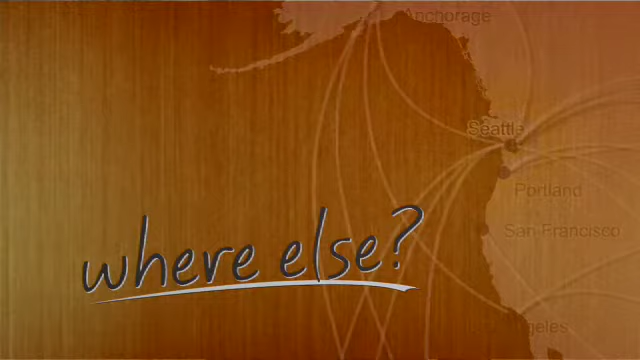 Anchorage
Seattle
Portland
San Francisco
where else?